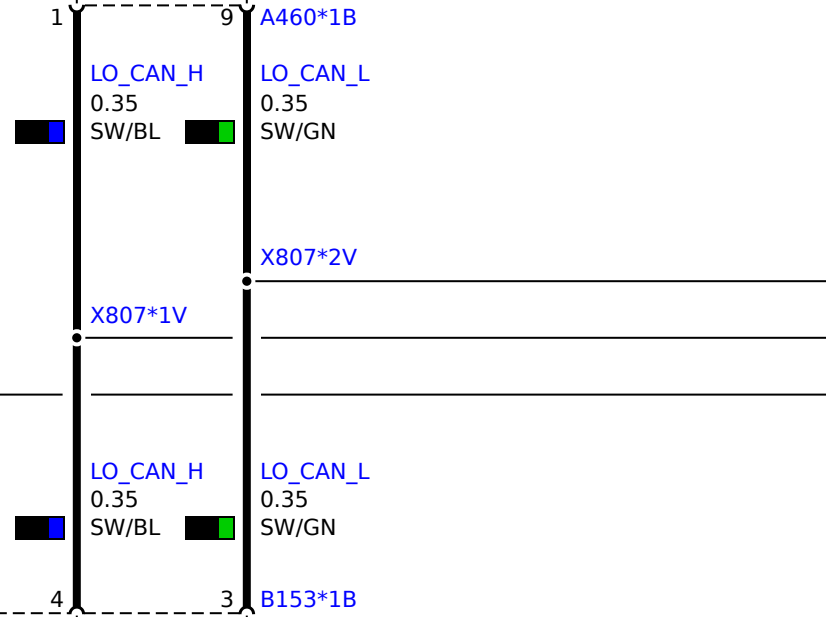 1
9
A460*1B
LO_CAN_H
0.35
SW/BL
LO_CAN_L
0.35
SW/GN
X807*2V
X807*1V
LO_CAN_H
0.35
SW/BL
LO_CAN_L
0.35
SW/GN
4
3
B153*1B